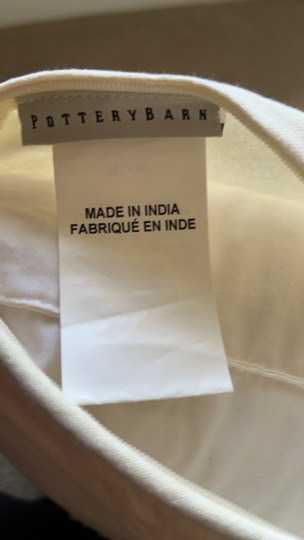 POTTERYBARN
MADE IN INDIA
FABRIQUÉ EN INDE